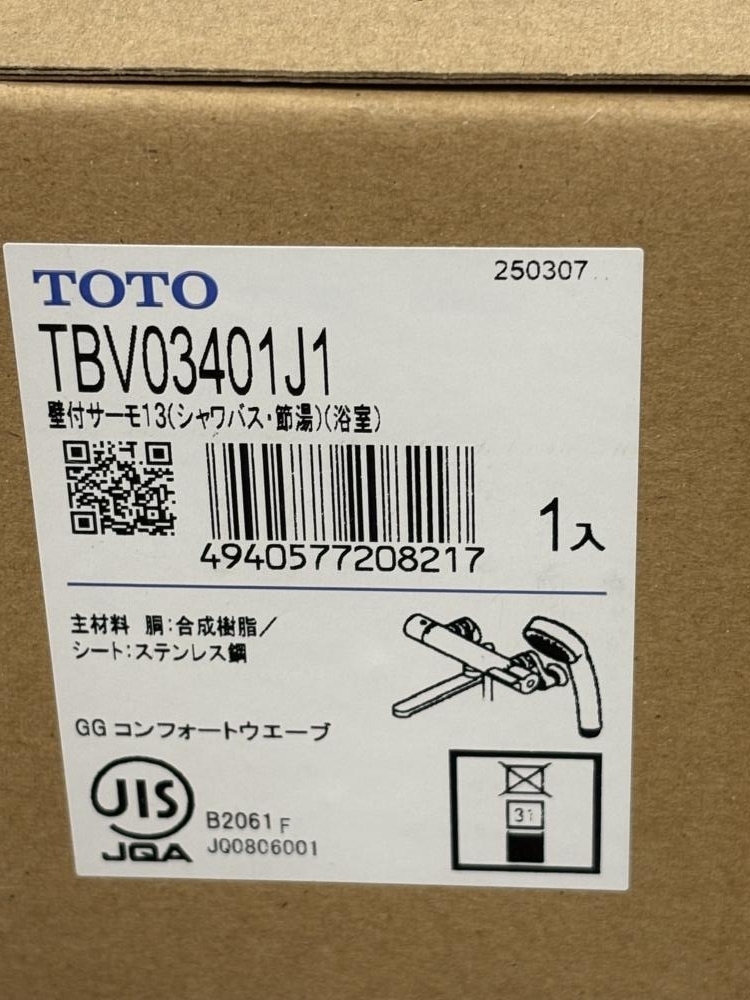 TOTO
250307
TBV03401J1
壁付サーモ13(シャワバス・節湯)(浴室)
4940577208217
1入
主材料 胴:合成樹脂/
シート:ステンレス鋼
GGコンフォートウエーブ
JIS
JQA
B2061 F
JQ0806001
31